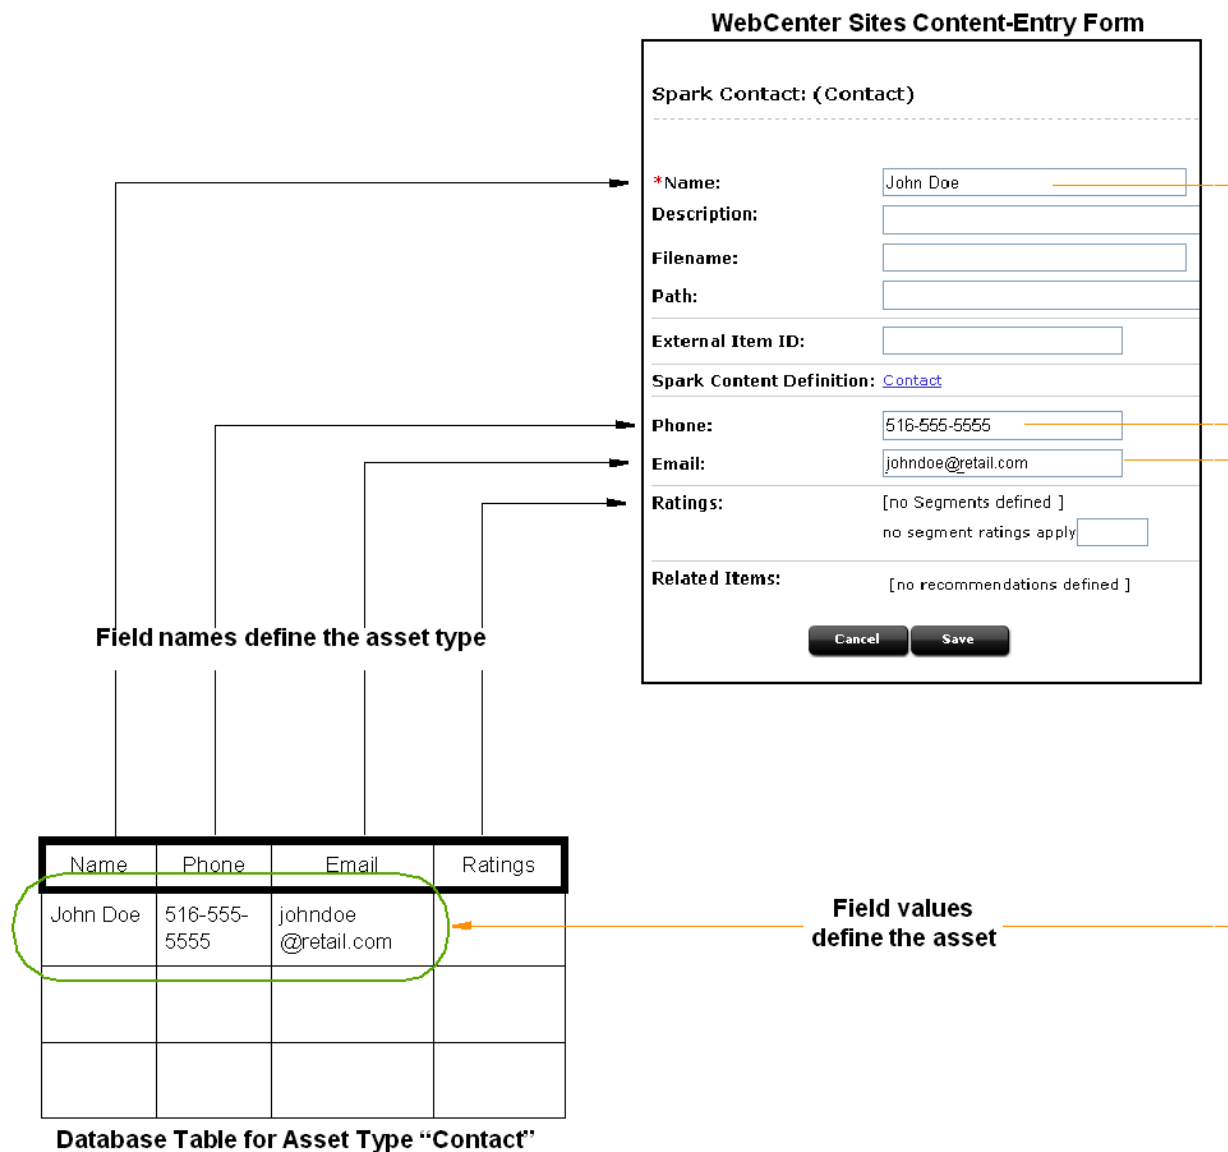 WebCenter Sites Content-Entry Form
Spark Contact: (Contact)
*Name: John Doe
Description:
Filename:
Path:
External Item ID:
Spark Content Definition: Contact
Phone: 516-555-5555
Email: johndoe@retail.com
Ratings: [no Segments defined ]
no segment ratings apply
Related Items: [no recommendations defined ]
Cancel Save
Field names define the asset type
Name Phone Email Ratings
John Doe 516-555- johndoe
5555 @retail.com
Field values
define the asset
Database Table for Asset Type “Contact”